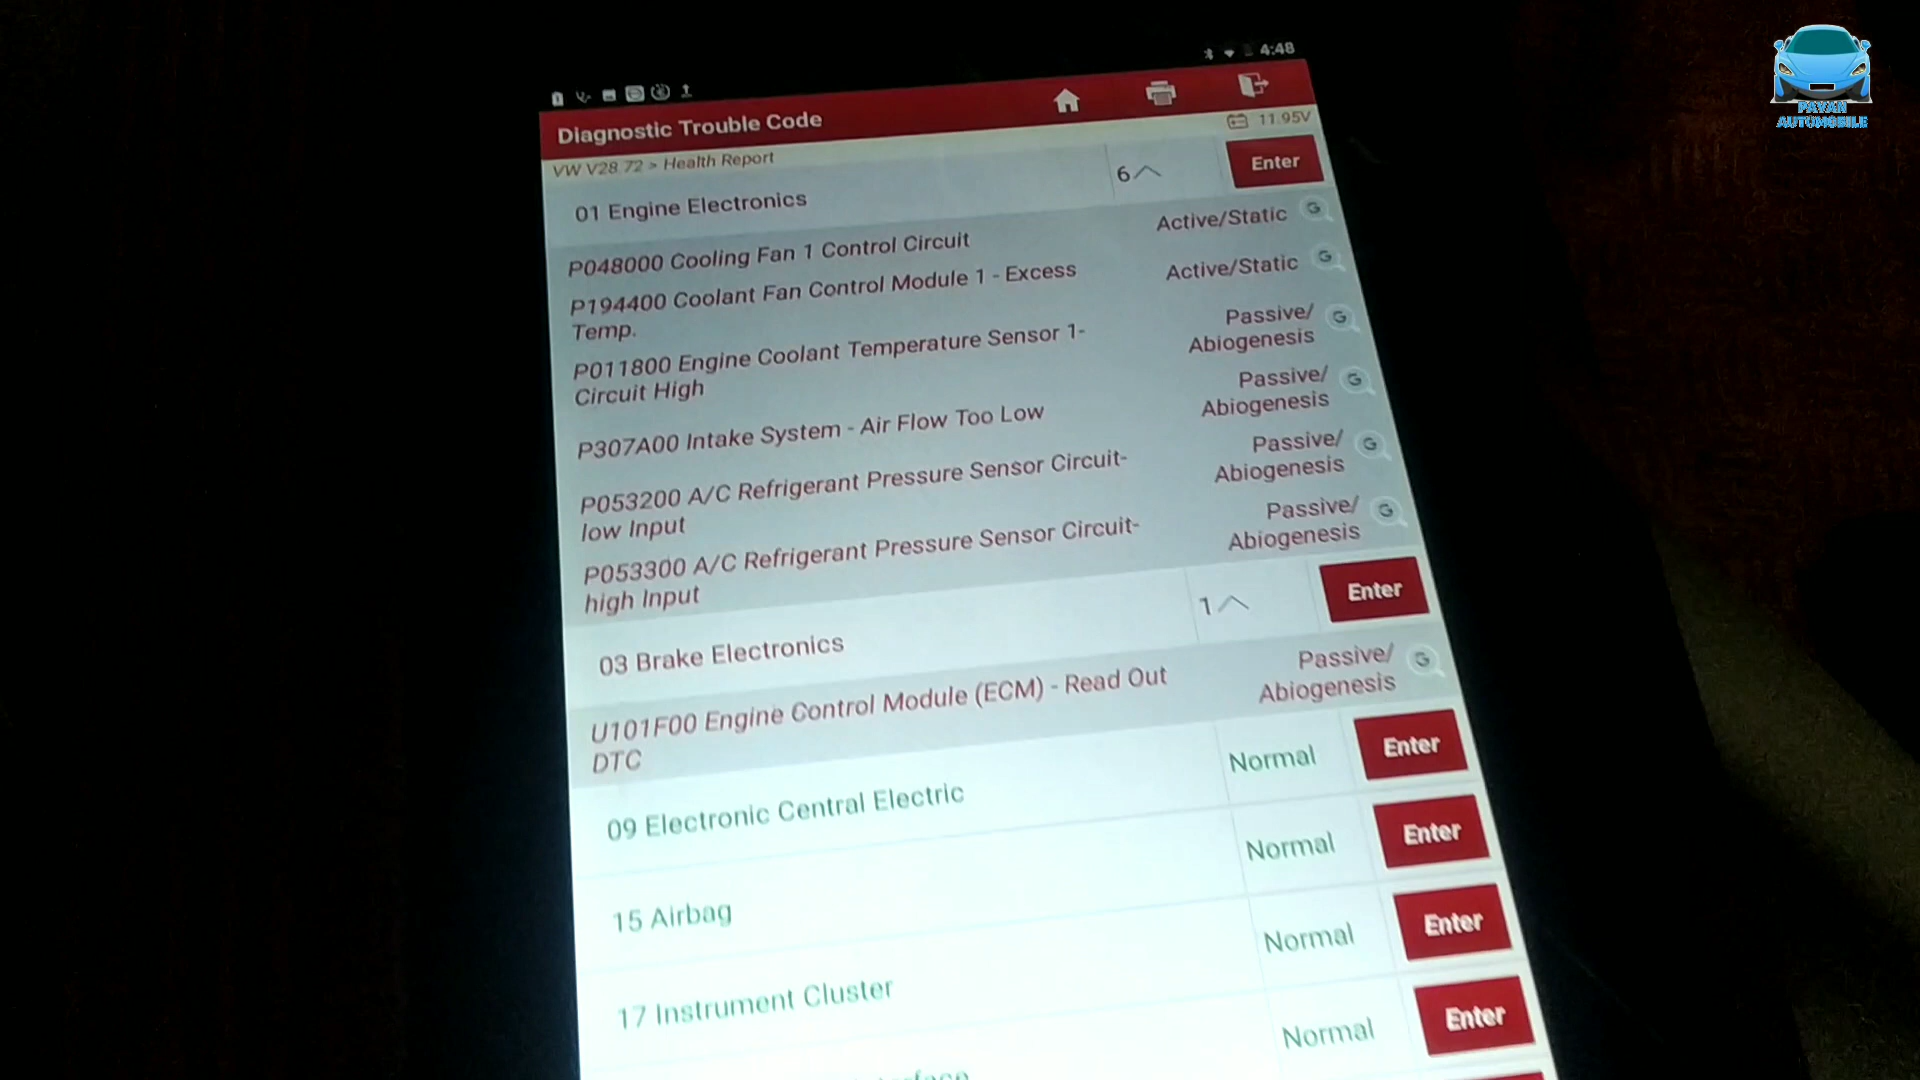 4:48
Diagnostic Trouble Code
VW V28.72 > Health Report
11.95V
01 Engine Electronics
6
Enter
P048000 Cooling Fan 1 Control Circuit
Active/Static
P194400 Coolant Fan Control Module 1 - Excess
Temp.
Active/Static
P011800 Engine Coolant Temperature Sensor 1-
Circuit High
Passive/
Abiogenesis
P307A00 Intake System - Air Flow Too Low
Passive/
Abiogenesis
P053200 A/C Refrigerant Pressure Sensor Circuit-
low Input
Passive/
Abiogenesis
P053300 A/C Refrigerant Pressure Sensor Circuit-
high Input
Passive/
Abiogenesis
03 Brake Electronics
1
Enter
U101F00 Engine Control Module (ECM) - Read Out
DTC
Passive/
Abiogenesis
09 Electronic Central Electric
Normal
Enter
15 Airbag
Normal
Enter
17 Instrument Cluster
Normal
Enter
Normal
Enter
PAVAN
AUTOMOBILE